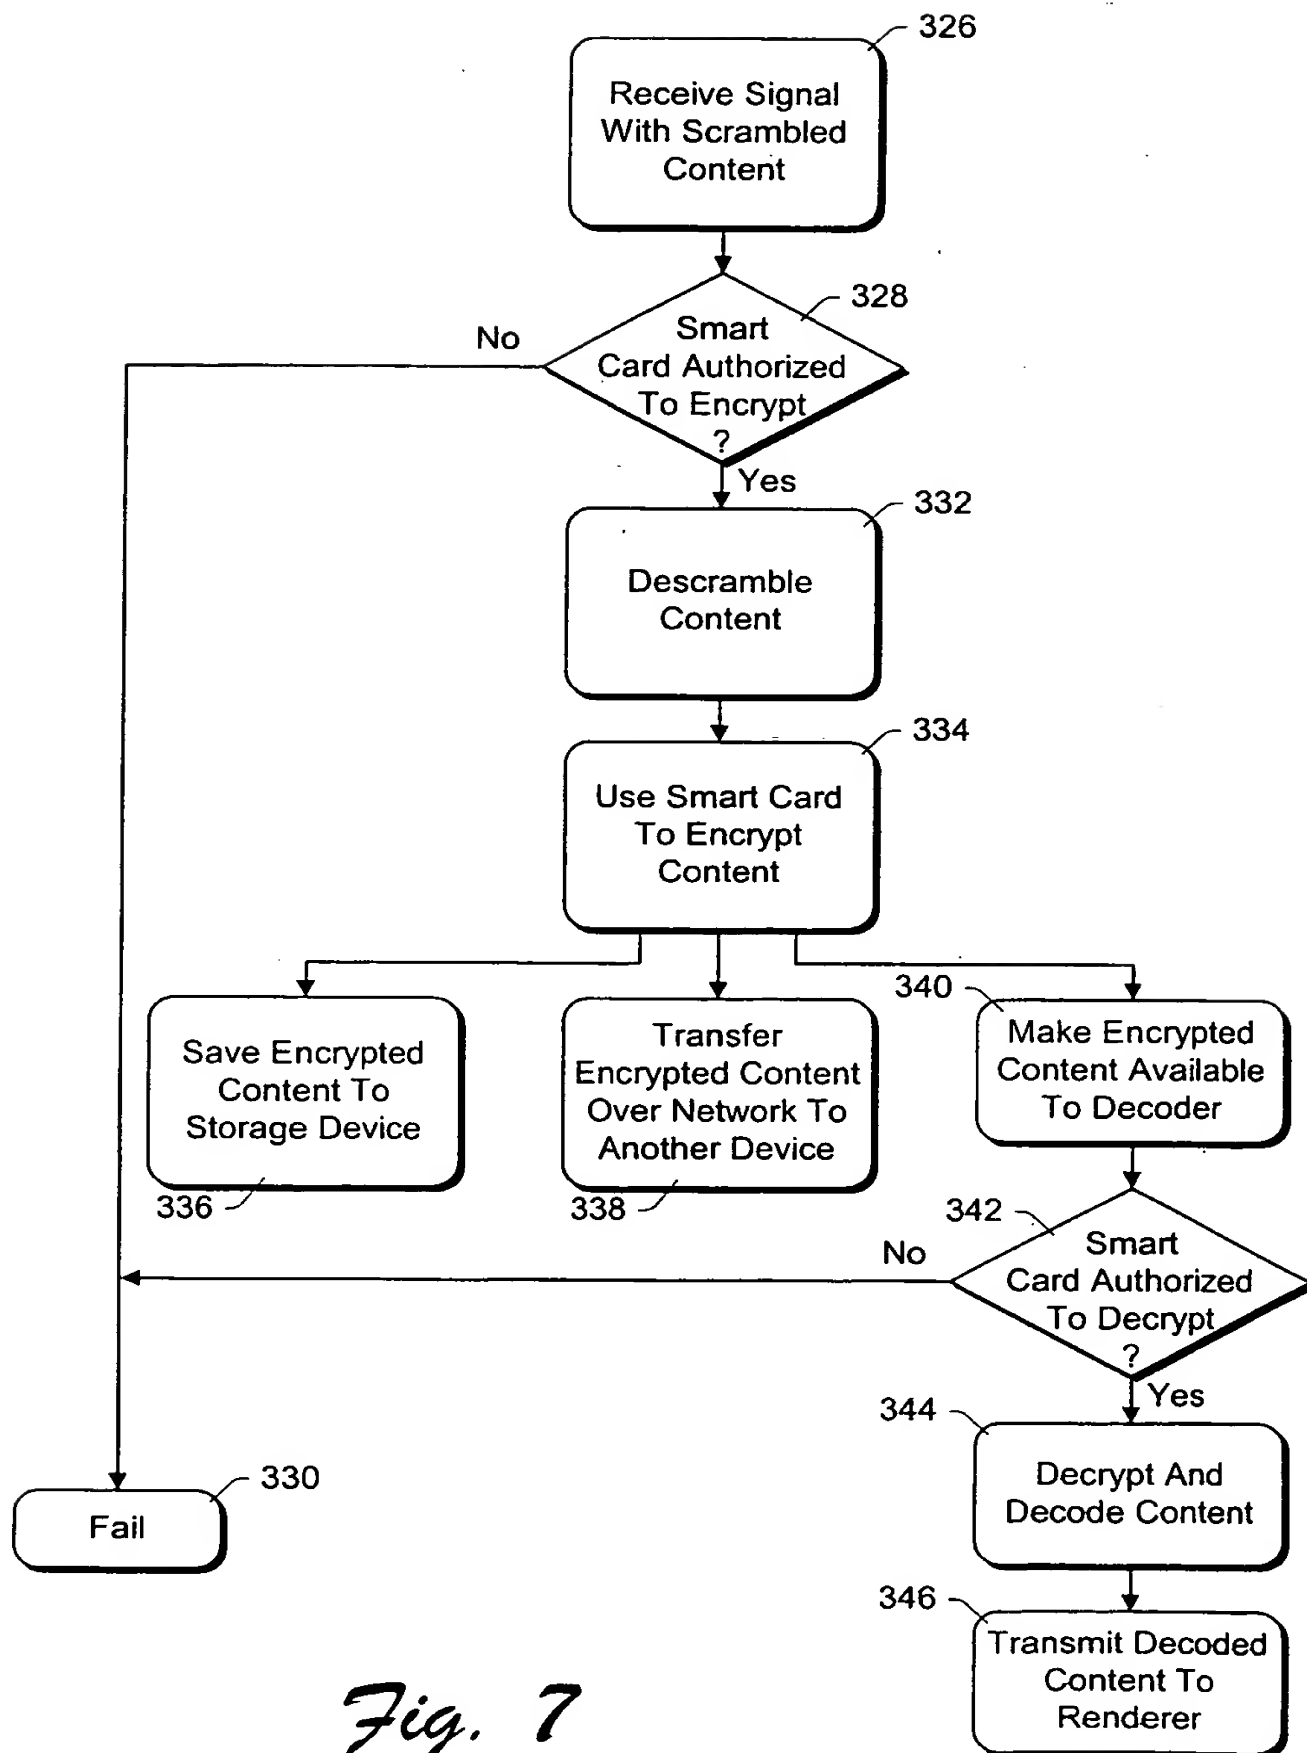 326
Receive Signal
With Scrambled
Content
328
No
Smart
Card Authorized
To Encrypt
?
Yes
332
Descramble
Content
334
Use Smart Card
To Encrypt
Content
340
Save Encrypted
Content To
Storage Device
336
Transfer
Encrypted Content
Over Network To
Another Device
338
Make Encrypted
Content Available
To Decoder
342
No
Smart
Card Authorized
To Decrypt
?
Yes
344
Decrypt And
Decode Content
330
Fail
346
Transmit Decoded
Content To
Renderer
Fig. 7